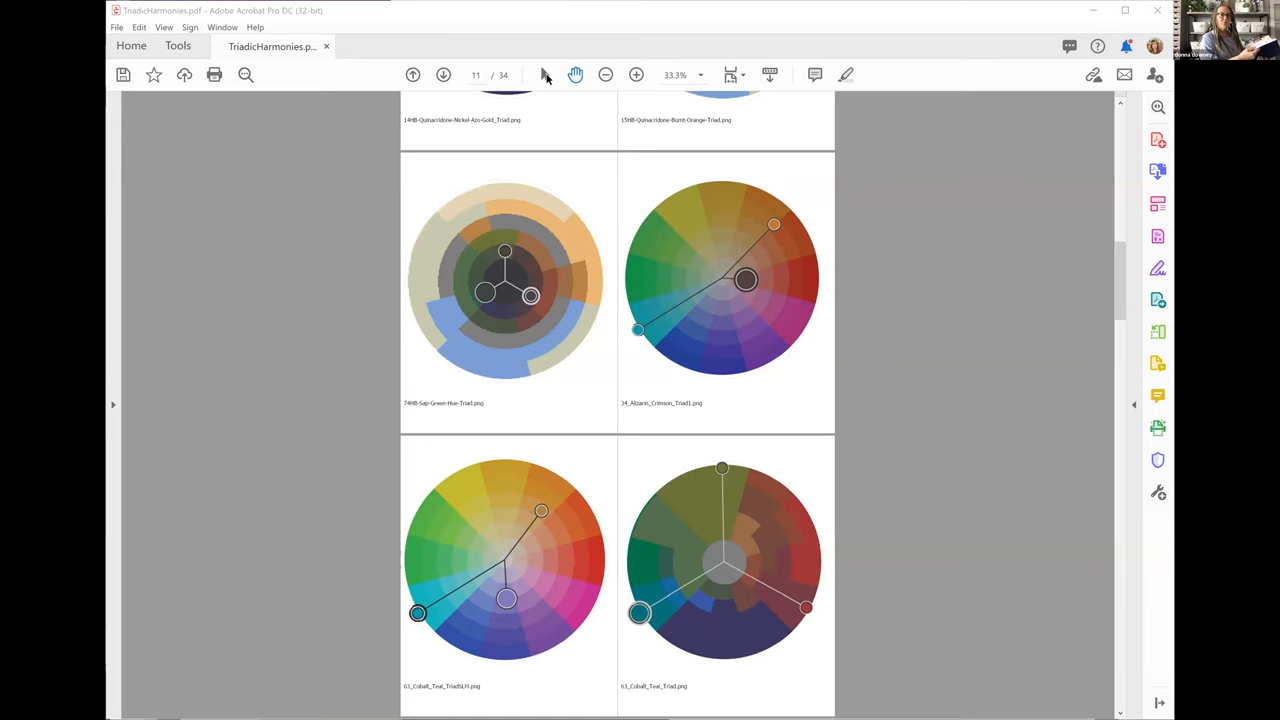 TriadicHarmonies.pdf - Adobe Acrobat Pro DC (32-bit)
File Edit View Sign Window Help
Home Tools TriadicHarmonies.p... ×
11 / 34 33.3%
donna downey
14HB-Quinacridone-Nickel-Azo-Gold_Triad.png 15HB-Quinacridone-Burnt-Orange-Triad.png
74HB-Sap-Green-Hue-Triad.png 34_Alizarin_Crimson_Triad1.png
63_Cobalt_Teal_TriadSLM.png 63_Cobalt_Teal_Triad.png